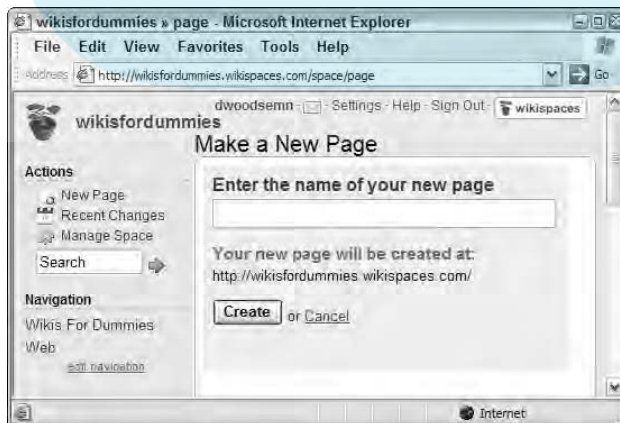 wikisfordummies » page - Microsoft Internet Explorer
File Edit View Favorites Tools Help
Address http://wikisfordummies.wikispaces.com/space/page Go
dwoodsemn · Settings · Help · Sign Out · wikispaces
wikisfordummies
Make a New Page
Actions
New Page
Recent Changes
Manage Space
Search
Navigation
Wikis For Dummies
Web
edit navigation
Enter the name of your new page
Your new page will be created at:
http://wikisfordummies.wikispaces.com/
Create or Cancel
Internet